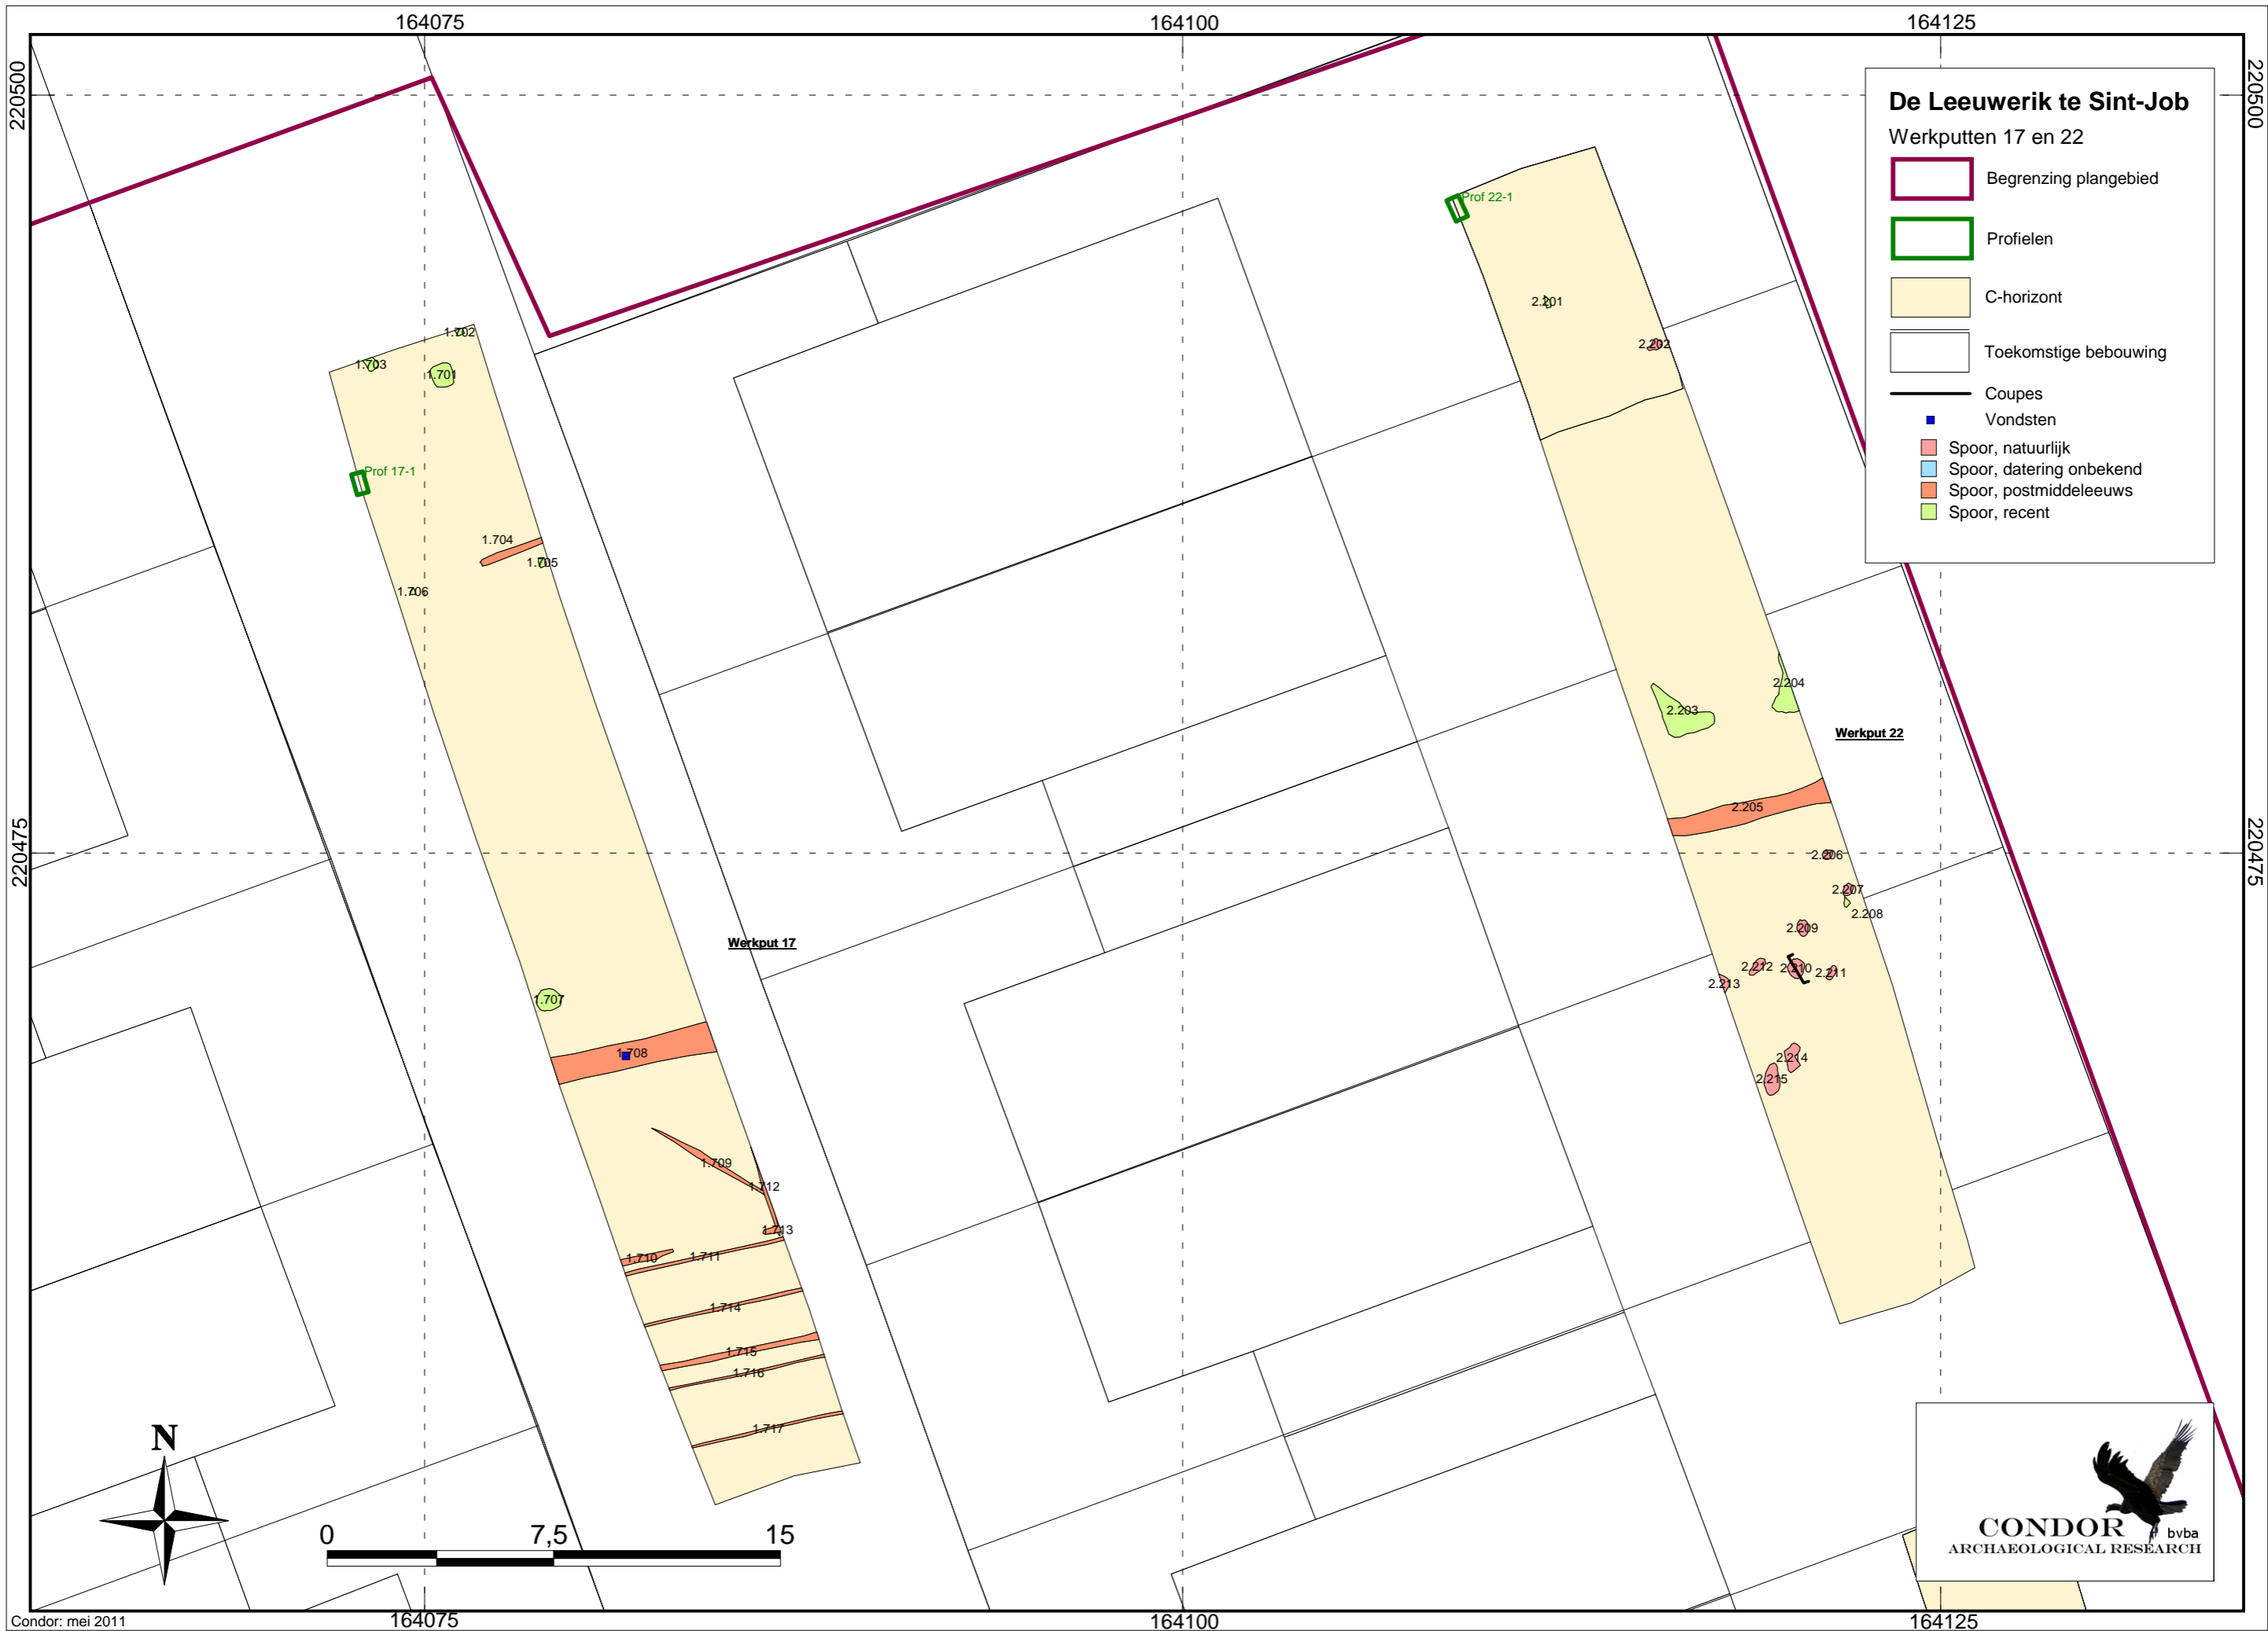 164075
164100
164125
220500
220500
De Leeuwerik te Sint-Job
Werkputten 17 en 22
Begrenzing plangebied
Profielen
C-horizont
Toekomstige bebouwing
Coupes
Vondsten
Spoor, natuurlijk
Spoor, datering onbekend
Spoor, postmiddeleeuws
Spoor, recent
Prof 22-1
2.201
2.202
1.702
1.703
1.701
Prof 17-1
1.704
1.705
1.706
2.204
2.203
Werkput 22
2.205
220475
220475
2.206
2.207
2.208
2.209
2.212
2.210
2.211
2.213
Werkput 17
1.707
1.708
2.214
2.215
1.709
1.712
1.713
1.710
1.711
1.714
1.715
1.716
1.717
N
0
7,5
15
CONDOR bvba
ARCHAEOLOGICAL RESEARCH
Condor: mei 2011
164075
164100
164125